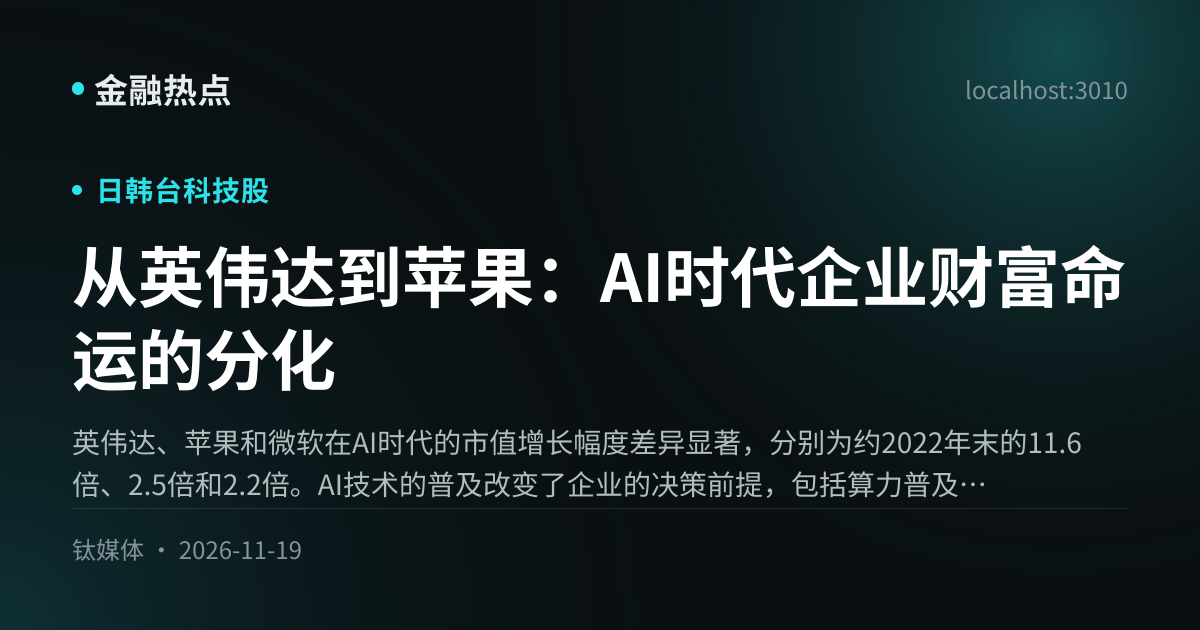 金融热点
localhost:3010
日韩台科技股
从英伟达到苹果：AI时代企业财富命
运的分化
英伟达、苹果和微软在AI时代的市值增长幅度差异显著，分别为约2022年末的11.6
倍、2.5倍和2.2倍。AI技术的普及改变了企业的决策前提，包括算力普及…
钛媒体 • 2026-11-19